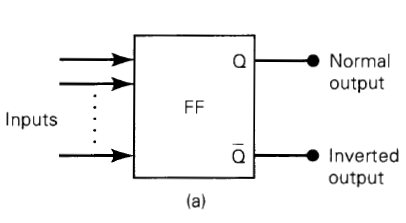 Q
Normal
output
FF
Inputs
Q̅
Inverted
output
(a)